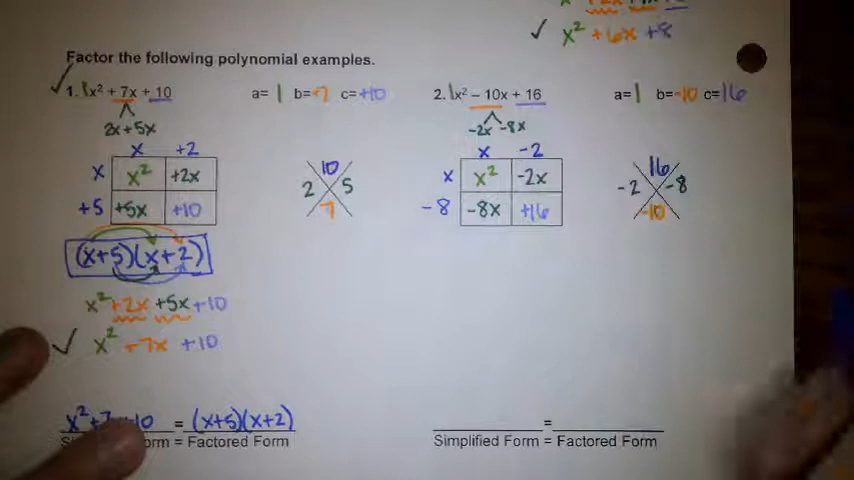 x² + 6x + 8
Factor the following polynomial examples.
1. 1x² + 7x + 10
a= 1 b= +7 c= +10
2x + 5x
x +2
x x² +2x
+5 +5x +10
10
2 5
7
(x+5)(x+2)
x² +2x +5x +10
x² +7x +10
= (x+5)(x+2)
= Factored Form
2. 1x² – 10x + 16
a= 1 b= -10 c= 16
-2x -8x
x -2
x x² -2x
-8 -8x +16
16
-2 -8
-10
=
Simplified Form = Factored Form